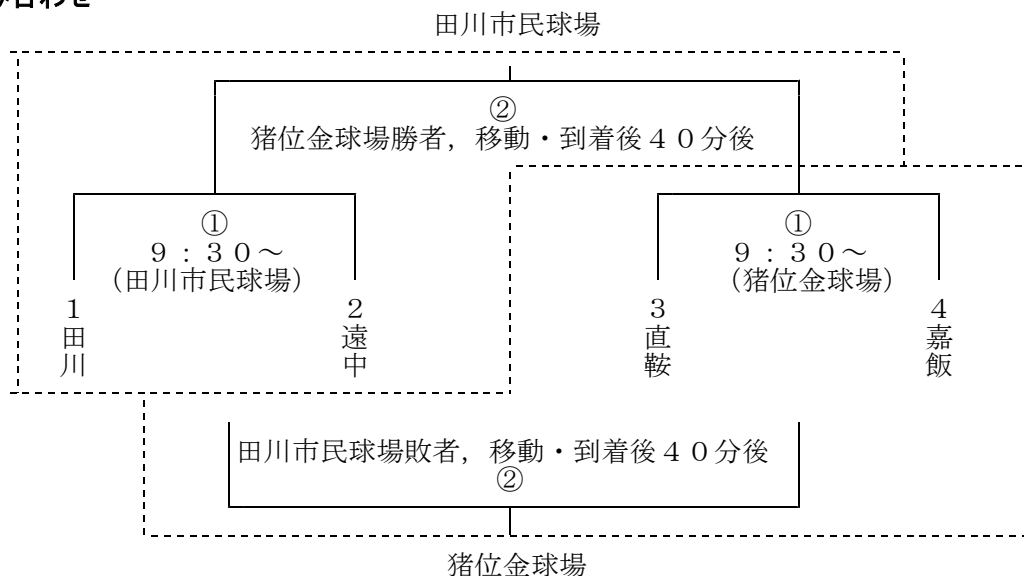 合わせ
田川市民球場
②
猪位金球場勝者，移動・到着後４０分後
①
９：３０～
（田川市民球場）
①
９：３０～
（猪位金球場）
１
田川
２
遠中
３
直鞍
４
嘉飯
田川市民球場敗者，移動・到着後４０分後
②
猪位金球場